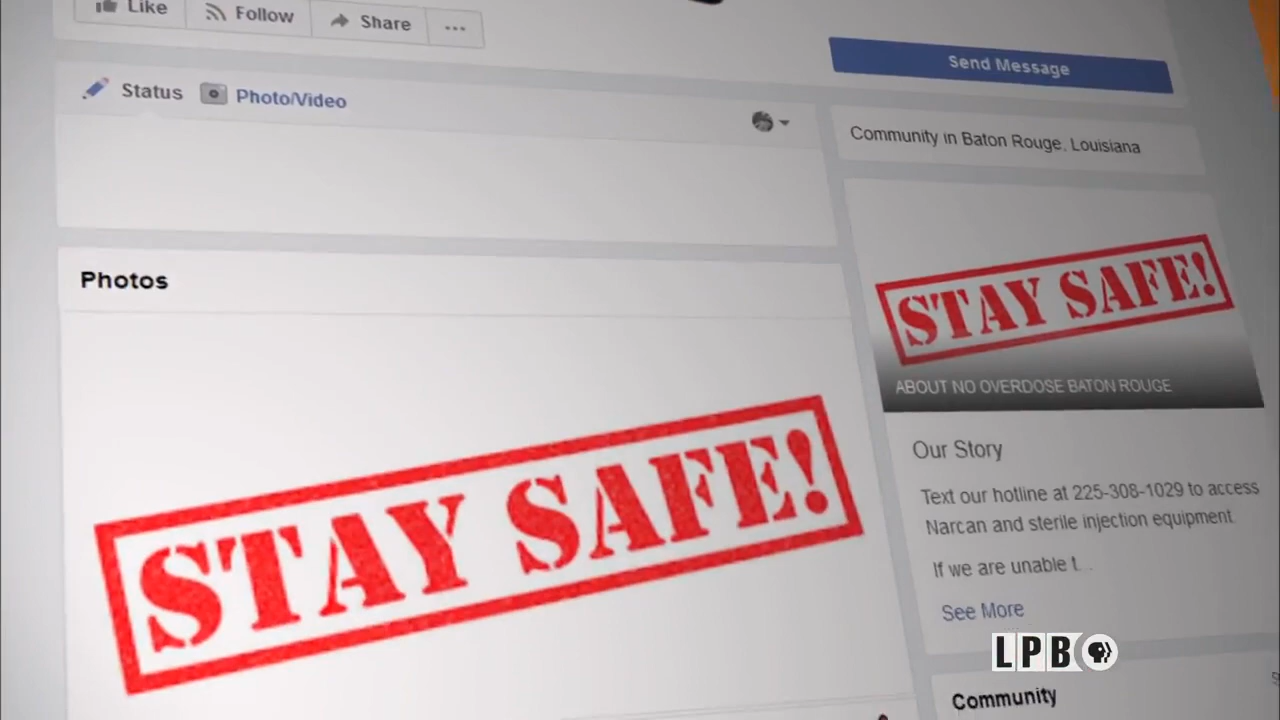 Like Follow Share ...
Send Message
Status Photo/Video
Community in Baton Rouge, Louisiana
Photos
STAY SAFE!
STAY SAFE!
ABOUT NO OVERDOSE BATON ROUGE
Our Story
Text our hotline at 225-308-1029 to access
Narcan and sterile injection equipment.
If we are unable t...
See More
LPB
Community